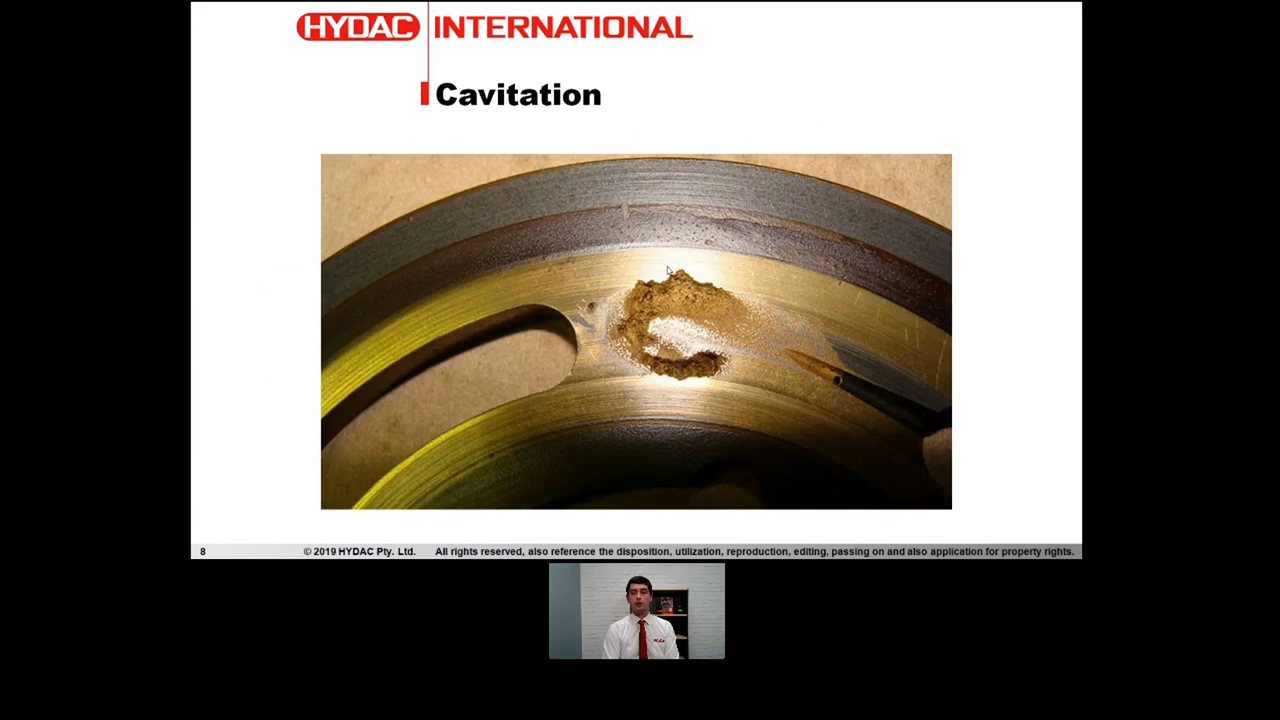 HYDAC INTERNATIONAL
Cavitation
8 © 2019 HYDAC Pty. Ltd. All rights reserved, also reference the disposition, utilization, reproduction, editing, passing on and also application for property rights.